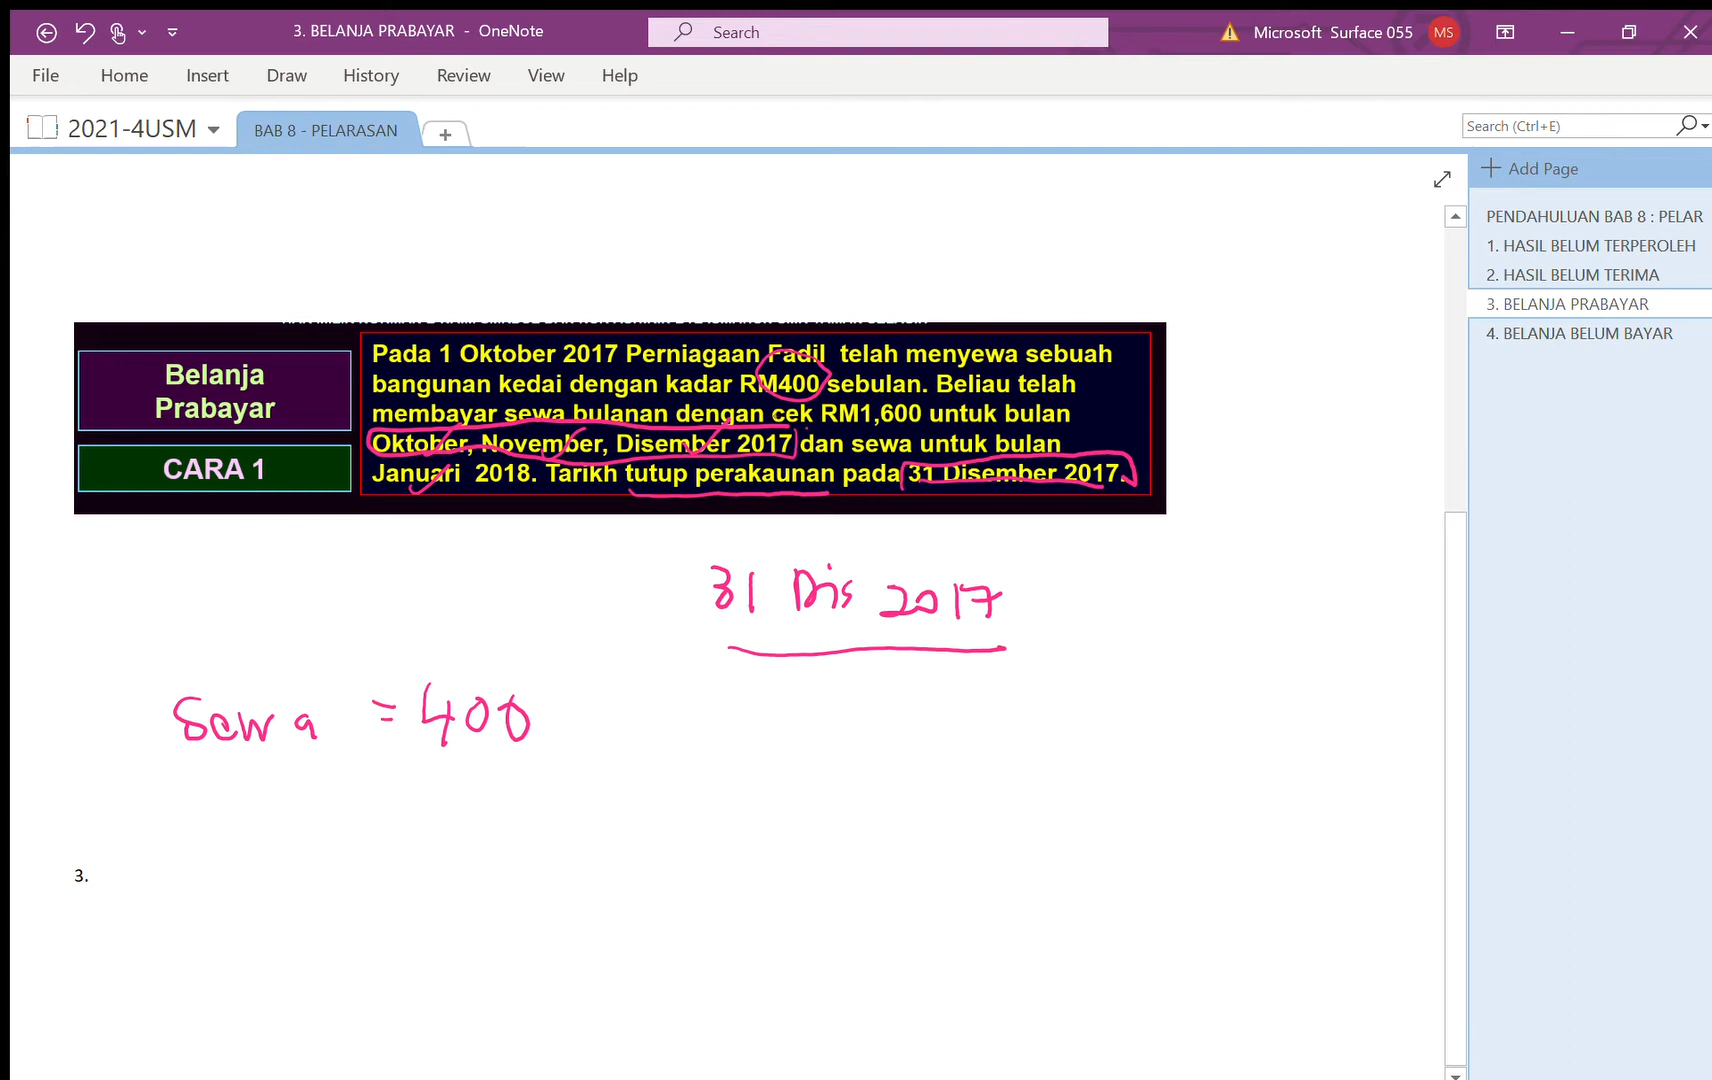 3. BELANJA PRABAYAR - OneNote
Search
Microsoft Surface 055
MS
File Home Insert Draw History Review View Help
2021-4USM
BAB 8 - PELARASAN
Search (Ctrl+E)
Add Page
PENDAHULUAN BAB 8 : PELAR
1. HASIL BELUM TERPEROLEH
2. HASIL BELUM TERIMA
3. BELANJA PRABAYAR
4. BELANJA BELUM BAYAR
Belanja
Prabayar
CARA 1
Pada 1 Oktober 2017 Perniagaan Fadil telah menyewa sebuah
bangunan kedai dengan kadar RM400 sebulan. Beliau telah
membayar sewa bulanan dengan cek RM1,600 untuk bulan
Oktober, November, Disember 2017 dan sewa untuk bulan
Januari 2018. Tarikh tutup perakaunan pada 31 Disember 2017.
31 Dis 2017
Sewa = 400
3.